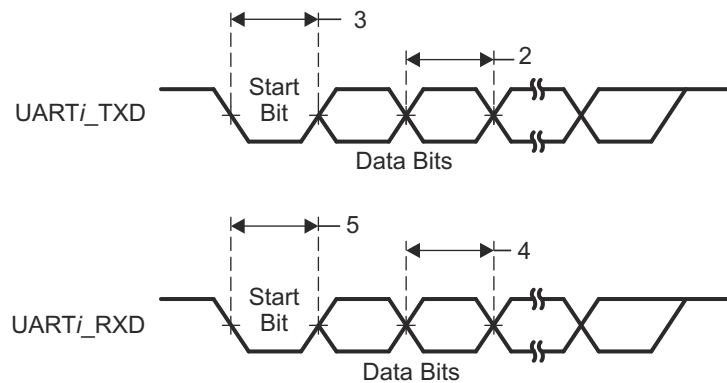 3
2
Start
Bit
UARTi_TXD
Data Bits
5
4
Start
Bit
UARTi_RXD
Data Bits